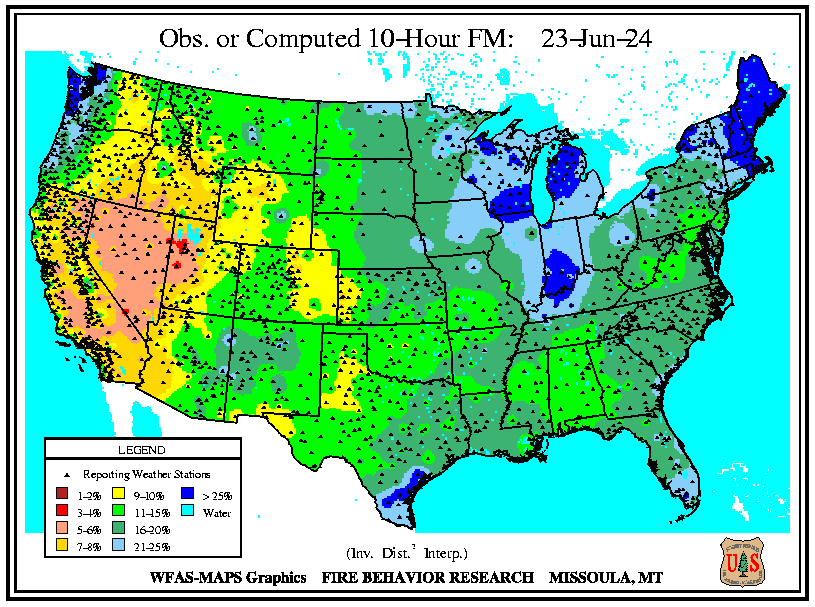 Obs. or Computed 10-Hour FM: 23-Jun-24
LEGEND
Reporting Weather Stations
1-2% 9-10% > 25%
3-4% 11-15% Water
5-6% 16-20%
7-8% 21-25%
(Inv. Dist.² Interp.)
WFAS-MAPS Graphics FIRE BEHAVIOR RESEARCH MISSOULA, MT
U S